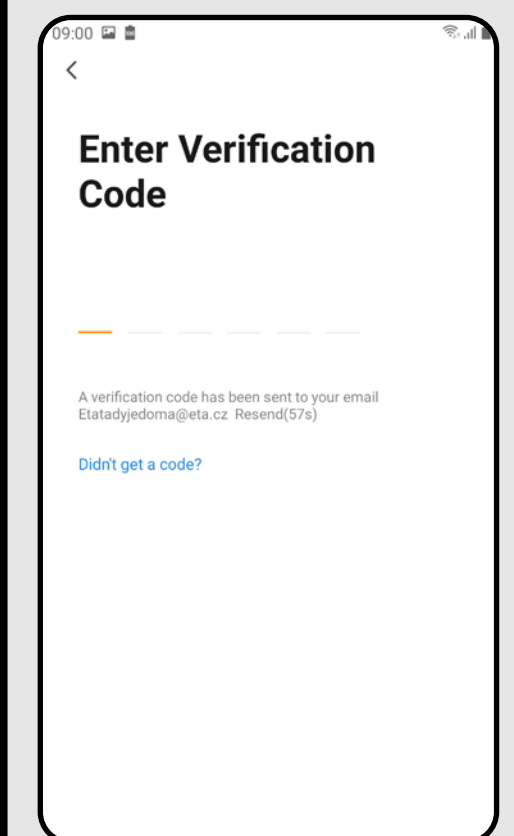 09:00
Enter Verification
Code
A verification code has been sent to your email
Etatadyjedoma@eta.cz Resend(57s)
Didn't get a code?